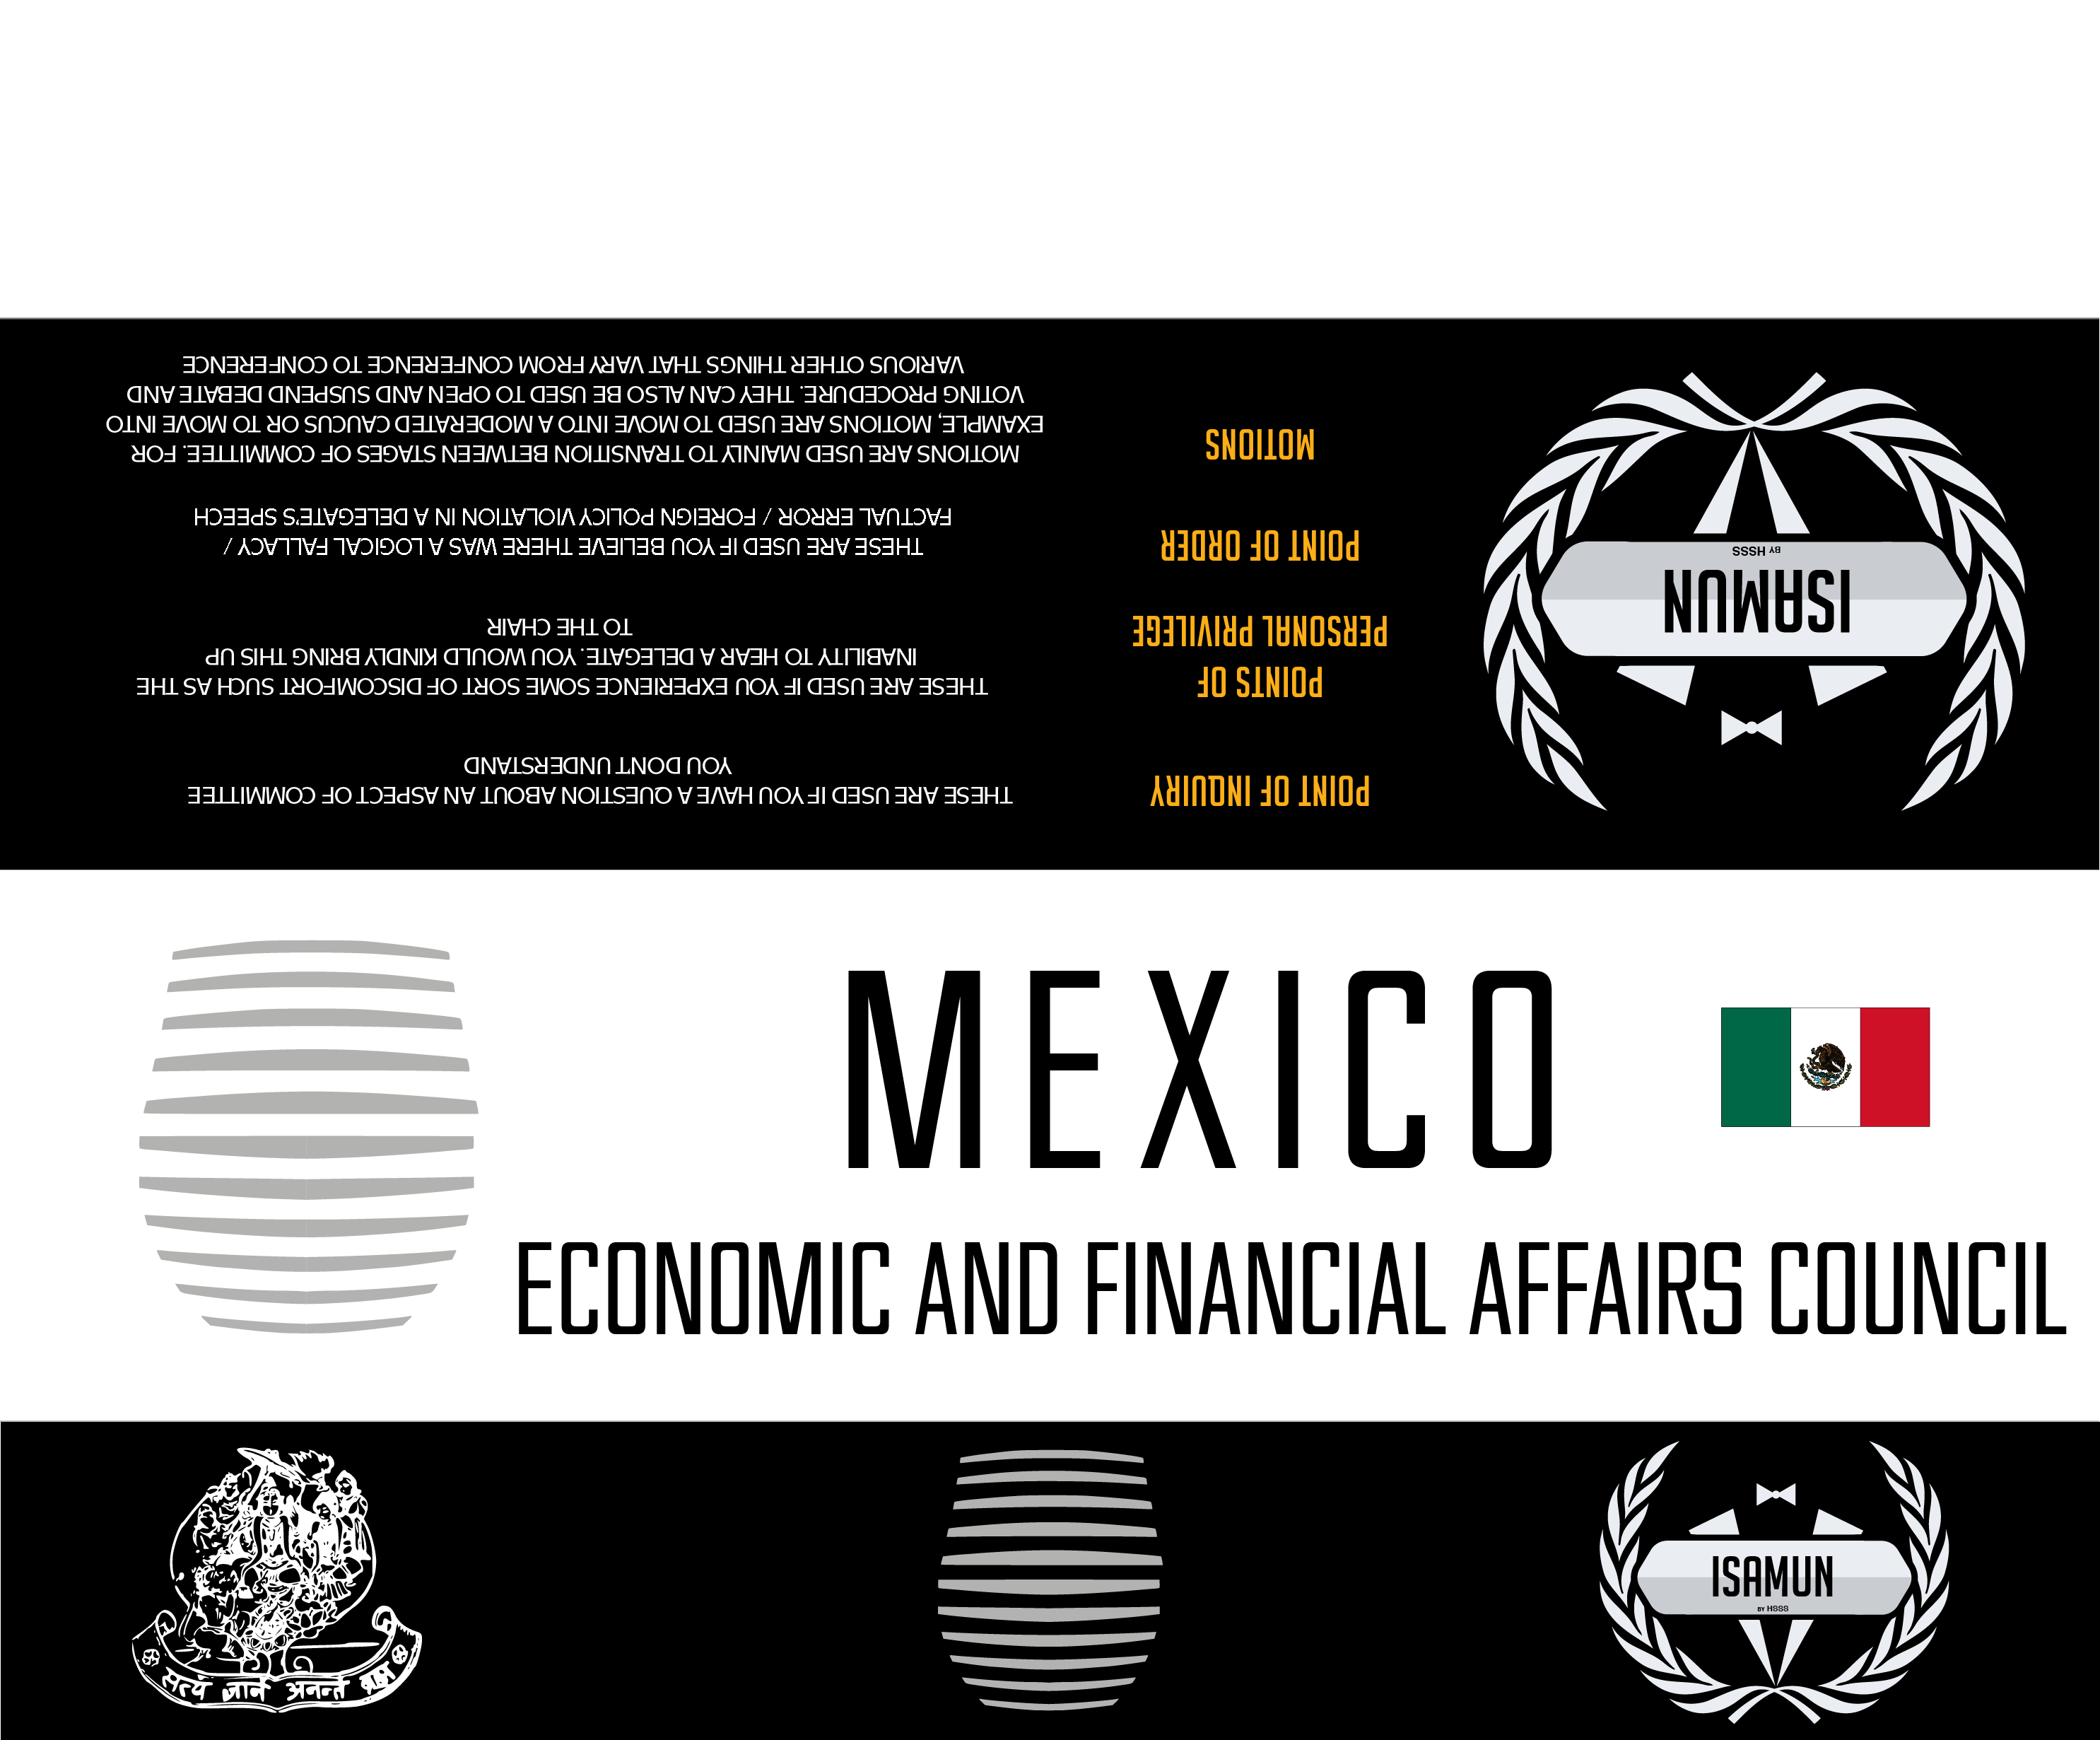 POINT OF INQUIRY
THESE ARE USED IF YOU HAVE A QUESTION ABOUT AN ASPECT OF COMMITTEE
YOU DON'T UNDERSTAND
POINTS OF
PERSONAL PRIVILEGE
THESE ARE USED IF YOU EXPERIENCE SOME SORT OF DISCOMFORT SUCH AS THE
INABILITY TO HEAR A DELEGATE. YOU WOULD KINDLY BRING THIS UP
TO THE CHAIR
POINT OF ORDER
THESE ARE USED IF YOU BELIEVE THERE WAS A LOGICAL FALLACY /
FACTUAL ERROR / FOREIGN POLICY VIOLATION IN A DELEGATE'S SPEECH
MOTIONS
MOTIONS ARE USED MAINLY TO TRANSITION BETWEEN STAGES OF COMMITTEE. FOR
EXAMPLE, MOTIONS ARE USED TO MOVE INTO A MODERATED CAUCUS OR TO MOVE INTO
VOTING PROCEDURE. THEY CAN ALSO BE USED TO OPEN AND SUSPEND DEBATE AND
VARIOUS OTHER THINGS THAT VARY FROM CONFERENCE TO CONFERENCE
ISAMUN
BY HSSS
MEXICO
ECONOMIC AND FINANCIAL AFFAIRS COUNCIL
सत्यं ज्ञानं अनन्तं ब्रह्म
ISAMUN
BY HSSS